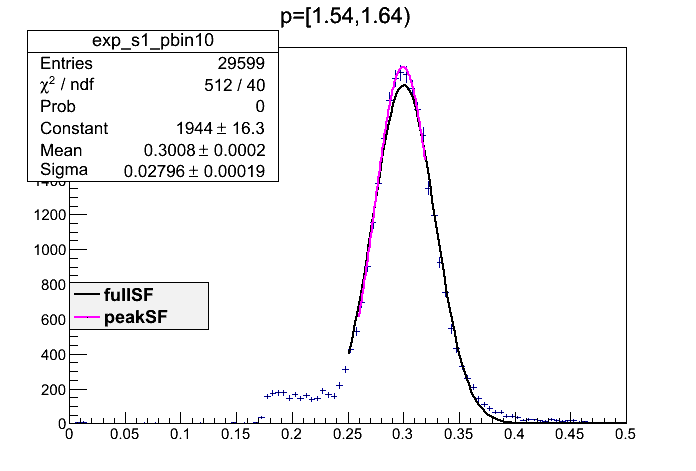 p=[1.54,1.64)
exp_s1_pbin10
Entries 29599
χ² / ndf 512 / 40
Prob 0
Constant 1944 ± 16.3
Mean 0.3008 ± 0.0002
Sigma 0.02796 ± 0.00019
1200
1000
800
fullSF
peakSF
600
400
200
0
0 0.05 0.1 0.15 0.2 0.25 0.3 0.35 0.4 0.45 0.5